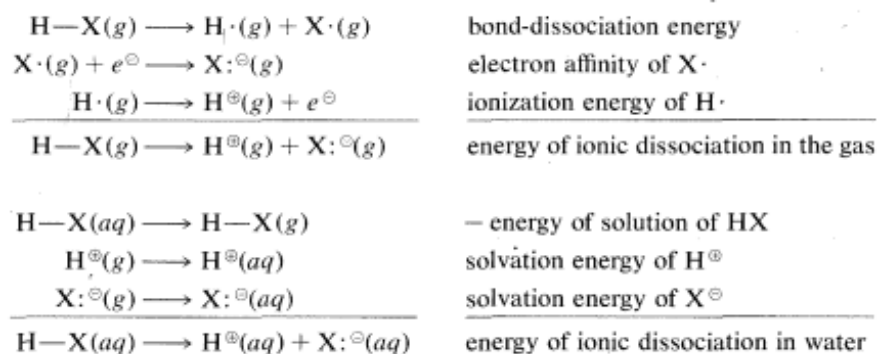 H—X(g) ⟶ H·(g) + X·(g) bond-dissociation energy
X·(g) + e⊖ ⟶ X:⊖(g) electron affinity of X·
H·(g) ⟶ H⊕(g) + e⊖ ionization energy of H·
H—X(g) ⟶ H⊕(g) + X:⊖(g) energy of ionic dissociation in the gas
H—X(aq) ⟶ H—X(g) – energy of solution of HX
H⊕(g) ⟶ H⊕(aq) solvation energy of H⊕
X:⊖(g) ⟶ X:⊖(aq) solvation energy of X⊖
H—X(aq) ⟶ H⊕(aq) + X:⊖(aq) energy of ionic dissociation in water